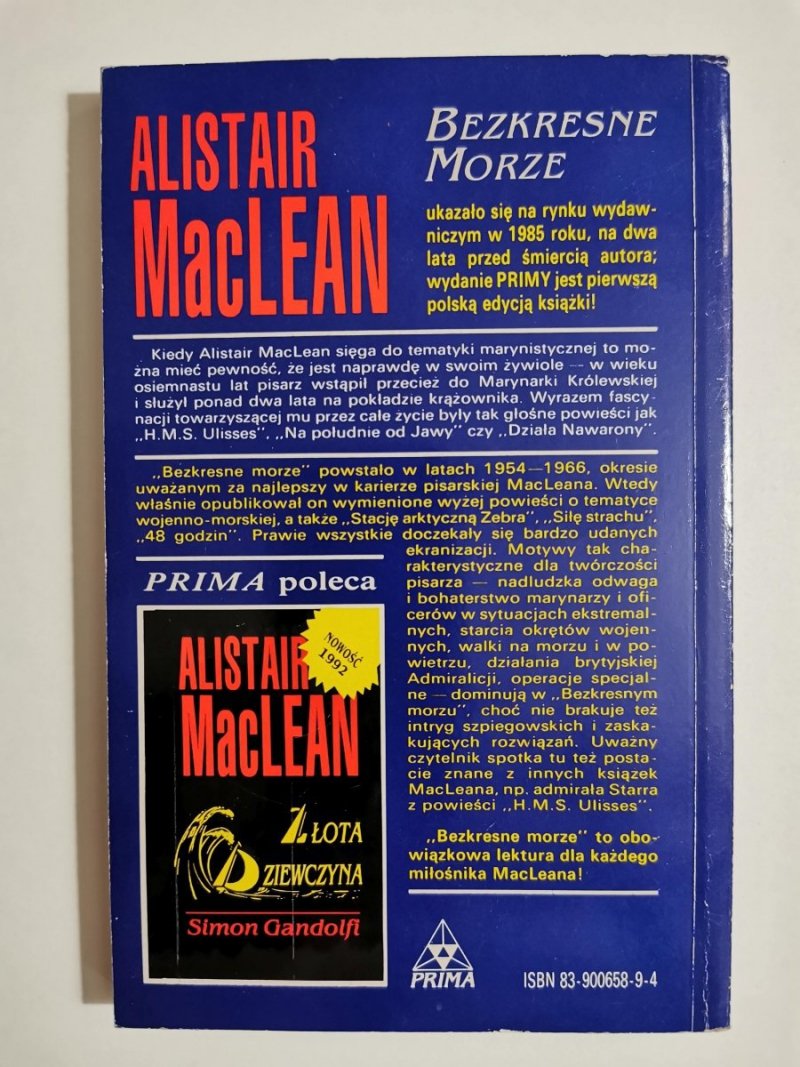 ALISTAIR
MacLEAN
BEZKRESNE
MORZE
ukazało się na rynku wydaw-
niczym w 1985 roku, na dwa
lata przed śmiercią autora;
wydanie PRIMY jest pierwszą
polską edycją książki!
Kiedy Alistair MacLean sięga do tematyki marynistycznej to mo-
żna mieć pewność, że jest naprawdę w swoim żywiole — w wieku
osiemnastu lat pisarz wstąpił przecież do Marynarki Królewskiej
i służył ponad dwa lata na pokładzie krążownika. Wyrazem fascy-
nacji towarzyszącej mu przez całe życie były tak głośne powieści jak
„H.M.S. Ulisses”, „Na południe od Jawy” czy „Działa Nawarony”.
„Bezkresne morze” powstało w latach 1954—1966, okresie
uważanym za najlepszy w karierze pisarskiej MacLeana. Wtedy
właśnie opublikował on wymienione wyżej powieści o tematyce
wojenno-morskiej, a także „Stację arktyczną Zebra”, „Siłę strachu”,
„48 godzin”. Prawie wszystkie doczekały się bardzo udanych
ekranizacji. Motywy tak cha-
rakterystyczne dla twórczości
pisarza — nadludzka odwaga
i bohaterstwo marynarzy i ofi-
cerów w sytuacjach ekstremal-
nych, starcia okrętów wojen-
nych, walki na morzu i w po-
wietrzu, działania brytyjskiej
Admiralicji, operacje specjal-
ne — dominują w „Bezkresnym
morzu”, choć nie brakuje też
intryg szpiegowskich i zaska-
kujących rozwiązań. Uważny
czytelnik spotka tu też posta-
cie znane z innych książek
MacLeana, np. admirała Starra
z powieści „H.M.S. Ulisses”.
„Bezkresne morze” to obo-
wiązkowa lektura dla każdego
miłośnika MacLeana!
PRIMA poleca
NOWOŚĆ
1992
ALISTAIR
MacLEAN
ZŁOTA
DZIEWCZYNA
Simon Gandolfi
PRIMA
ISBN 83-900658-9-4